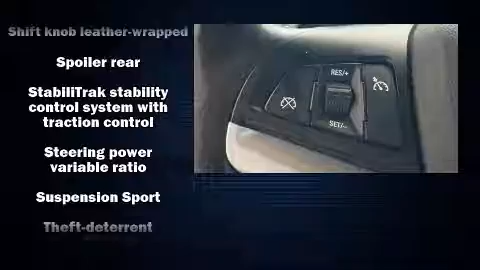 Shift knob leather-wrapped
Spoiler rear
StabiliTrak stability
control system with
traction control
Steering power
variable ratio
Suspension Sport
Theft-deterrent
RES/+
SET/-